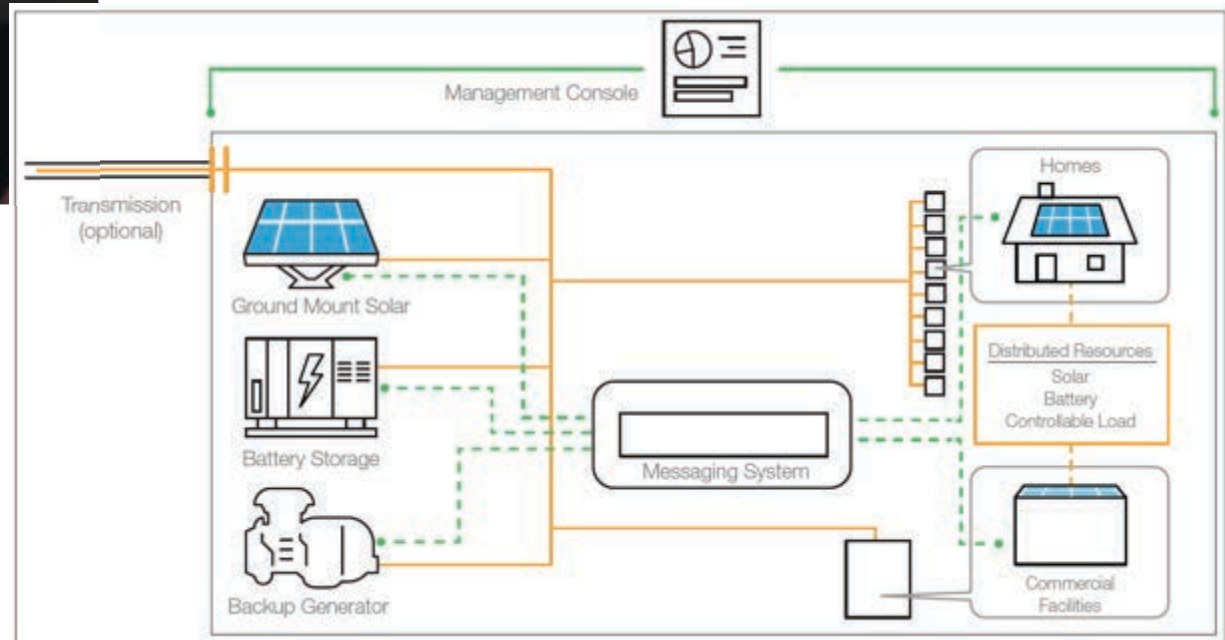 Management Console
Transmission
(optional)
Homes
Ground Mount Solar
Distributed Resources
Solar
Battery
Controllable Load
Battery Storage
Messaging System
Backup Generator
Commercial
Facilities